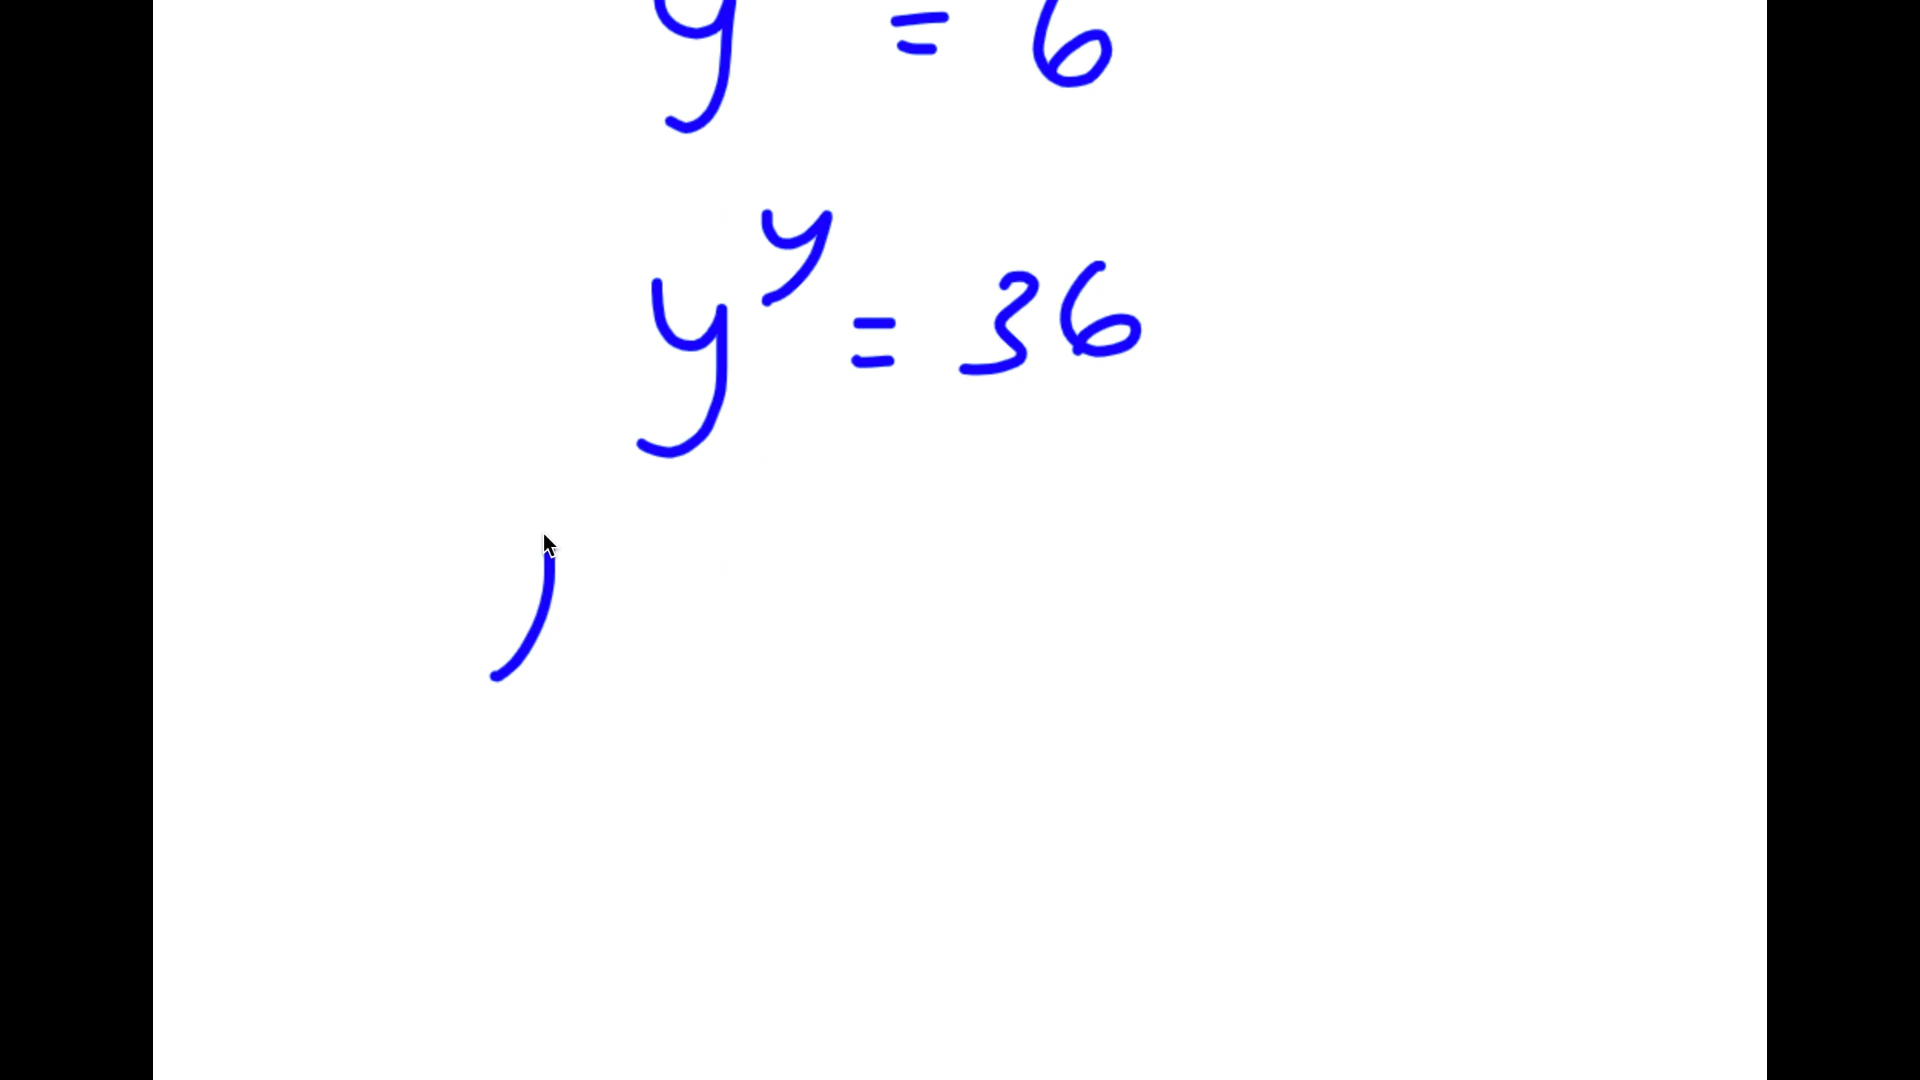 y = 6
y^y = 36
)